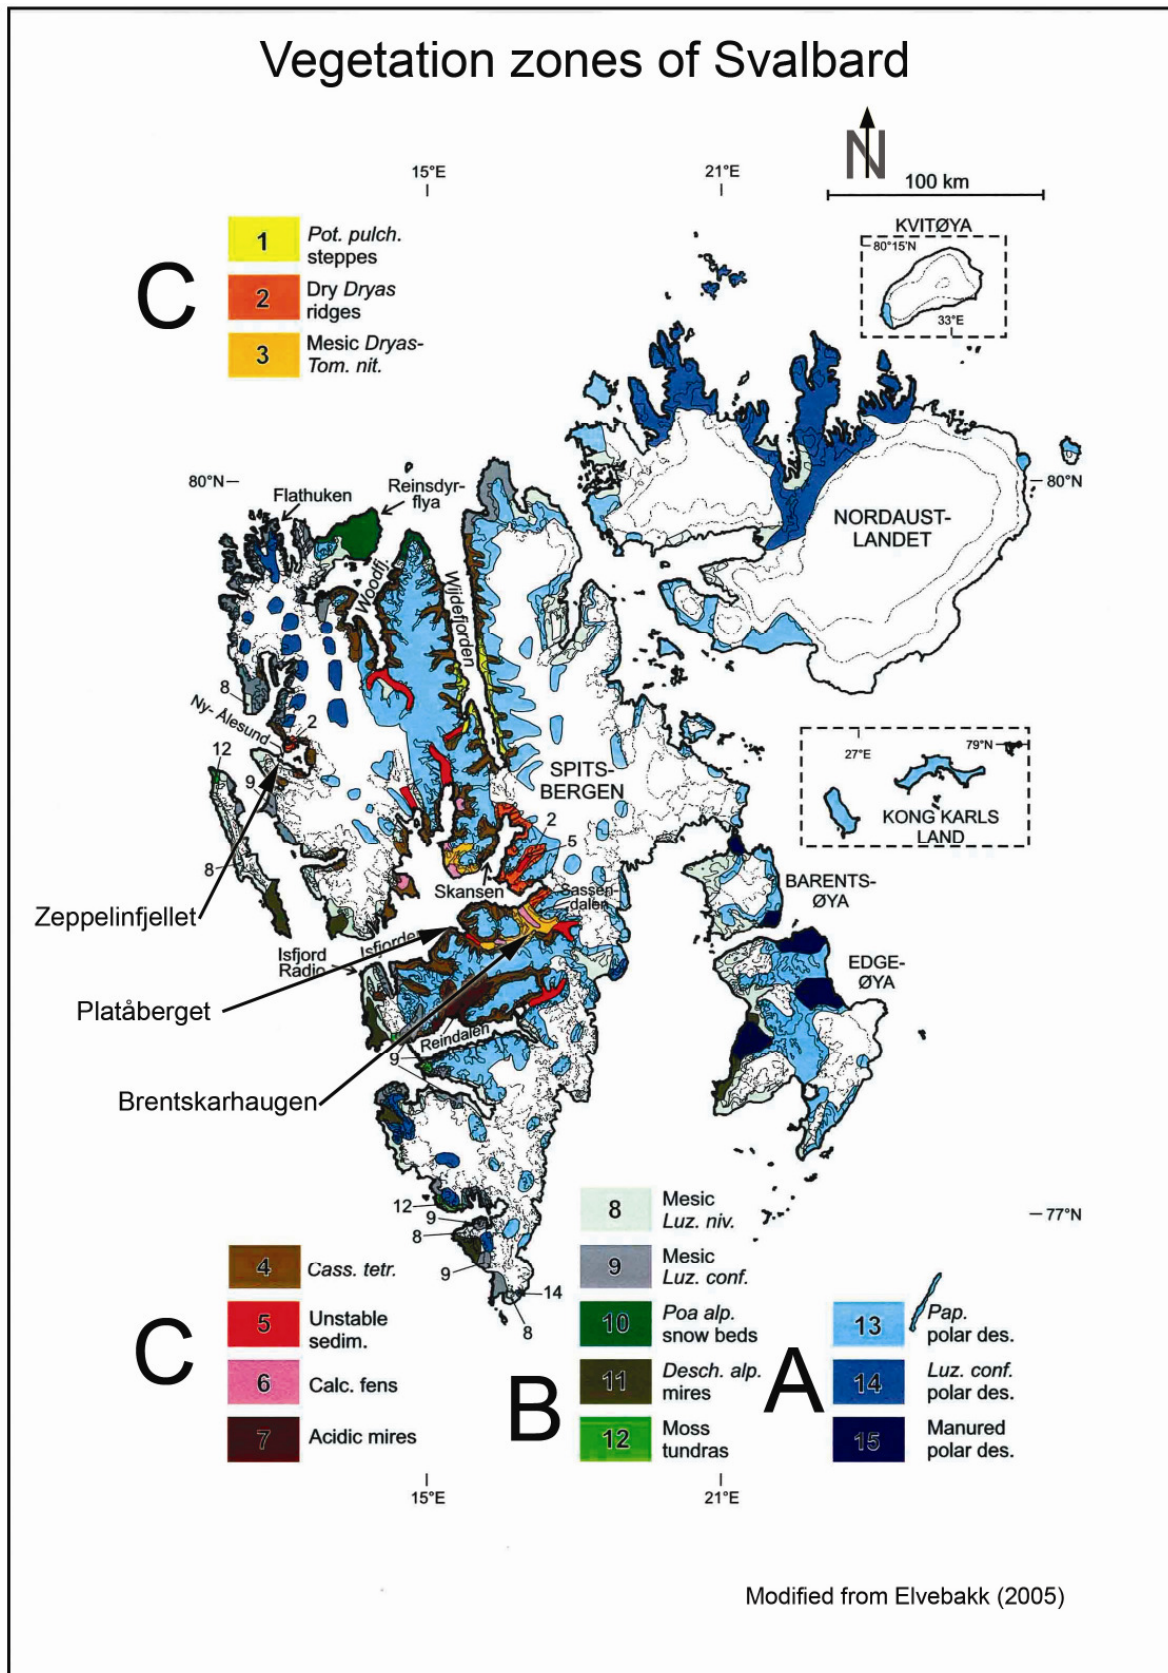 Vegetation zones of Svalbard
15°E
21°E
N
100 km
KVITØYA
80°15'N
33°E
C
1
Pot. pulch.
steppes
2
Dry Dryas
ridges
3
Mesic Dryas-
Tom. nit.
80°N
Flathuken
Reinsdyr-
flya
80°N
NORDAUST-
LANDET
Woodfj.
Wijdefjorden
8
Ny- Ålesund
2
12
9
8
SPITS-
BERGEN
2
5
27°E
79°N
KONG KARLS
LAND
Skansen
Sassen-
dalen
BARENTS-
ØYA
Zeppelinfjellet
Isfjorden
Isfjord
Radio
EDGE-
ØYA
Platåberget
Reindalen
9
Brentskarhaugen
12
9
8
9
14
8
77°N
C
4
Cass. tetr.
5
Unstable
sedim.
6
Calc. fens
7
Acidic mires
B
8
Mesic
Luz. niv.
9
Mesic
Luz. conf.
10
Poa alp.
snow beds
11
Desch. alp.
mires
12
Moss
tundras
A
13
Pap.
polar des.
14
Luz. conf.
polar des.
15
Manured
polar des.
15°E
21°E
Modified from Elvebakk (2005)